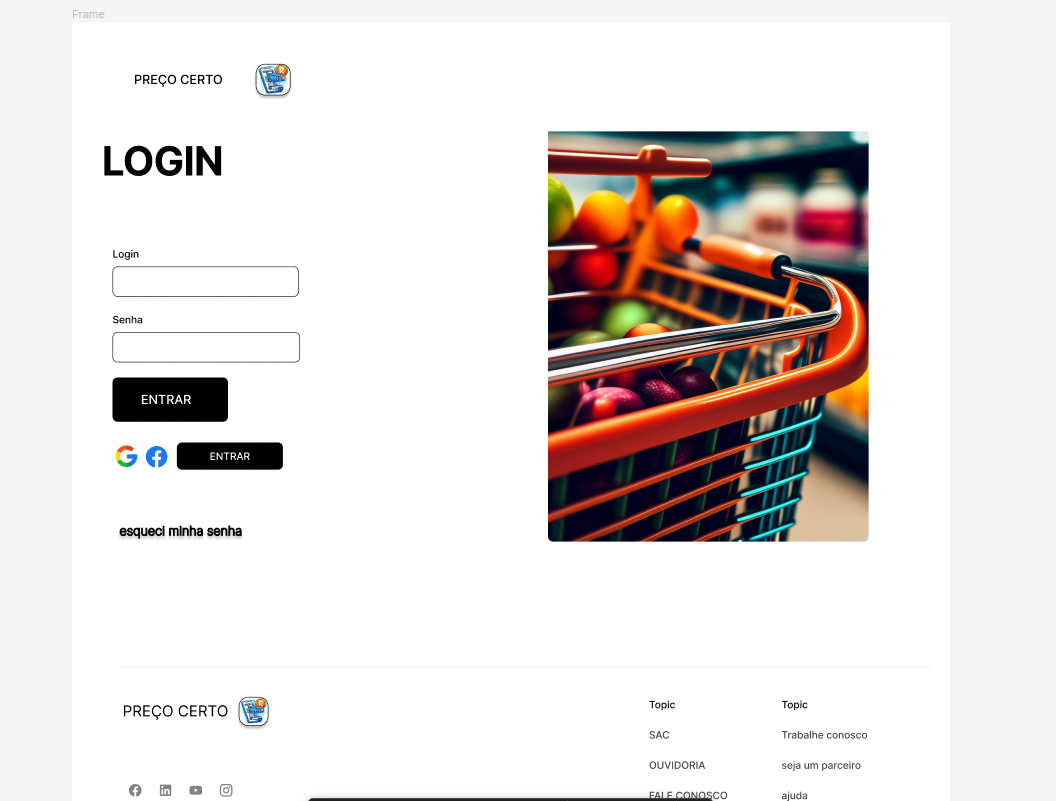 Frame
PREÇO CERTO
LOGIN
Login
Senha
ENTRAR
ENTRAR
esqueci minha senha
PREÇO CERTO
Topic
Topic
SAC
Trabalhe conosco
OUVIDORIA
seja um parceiro
FALE CONOSCO
ajuda